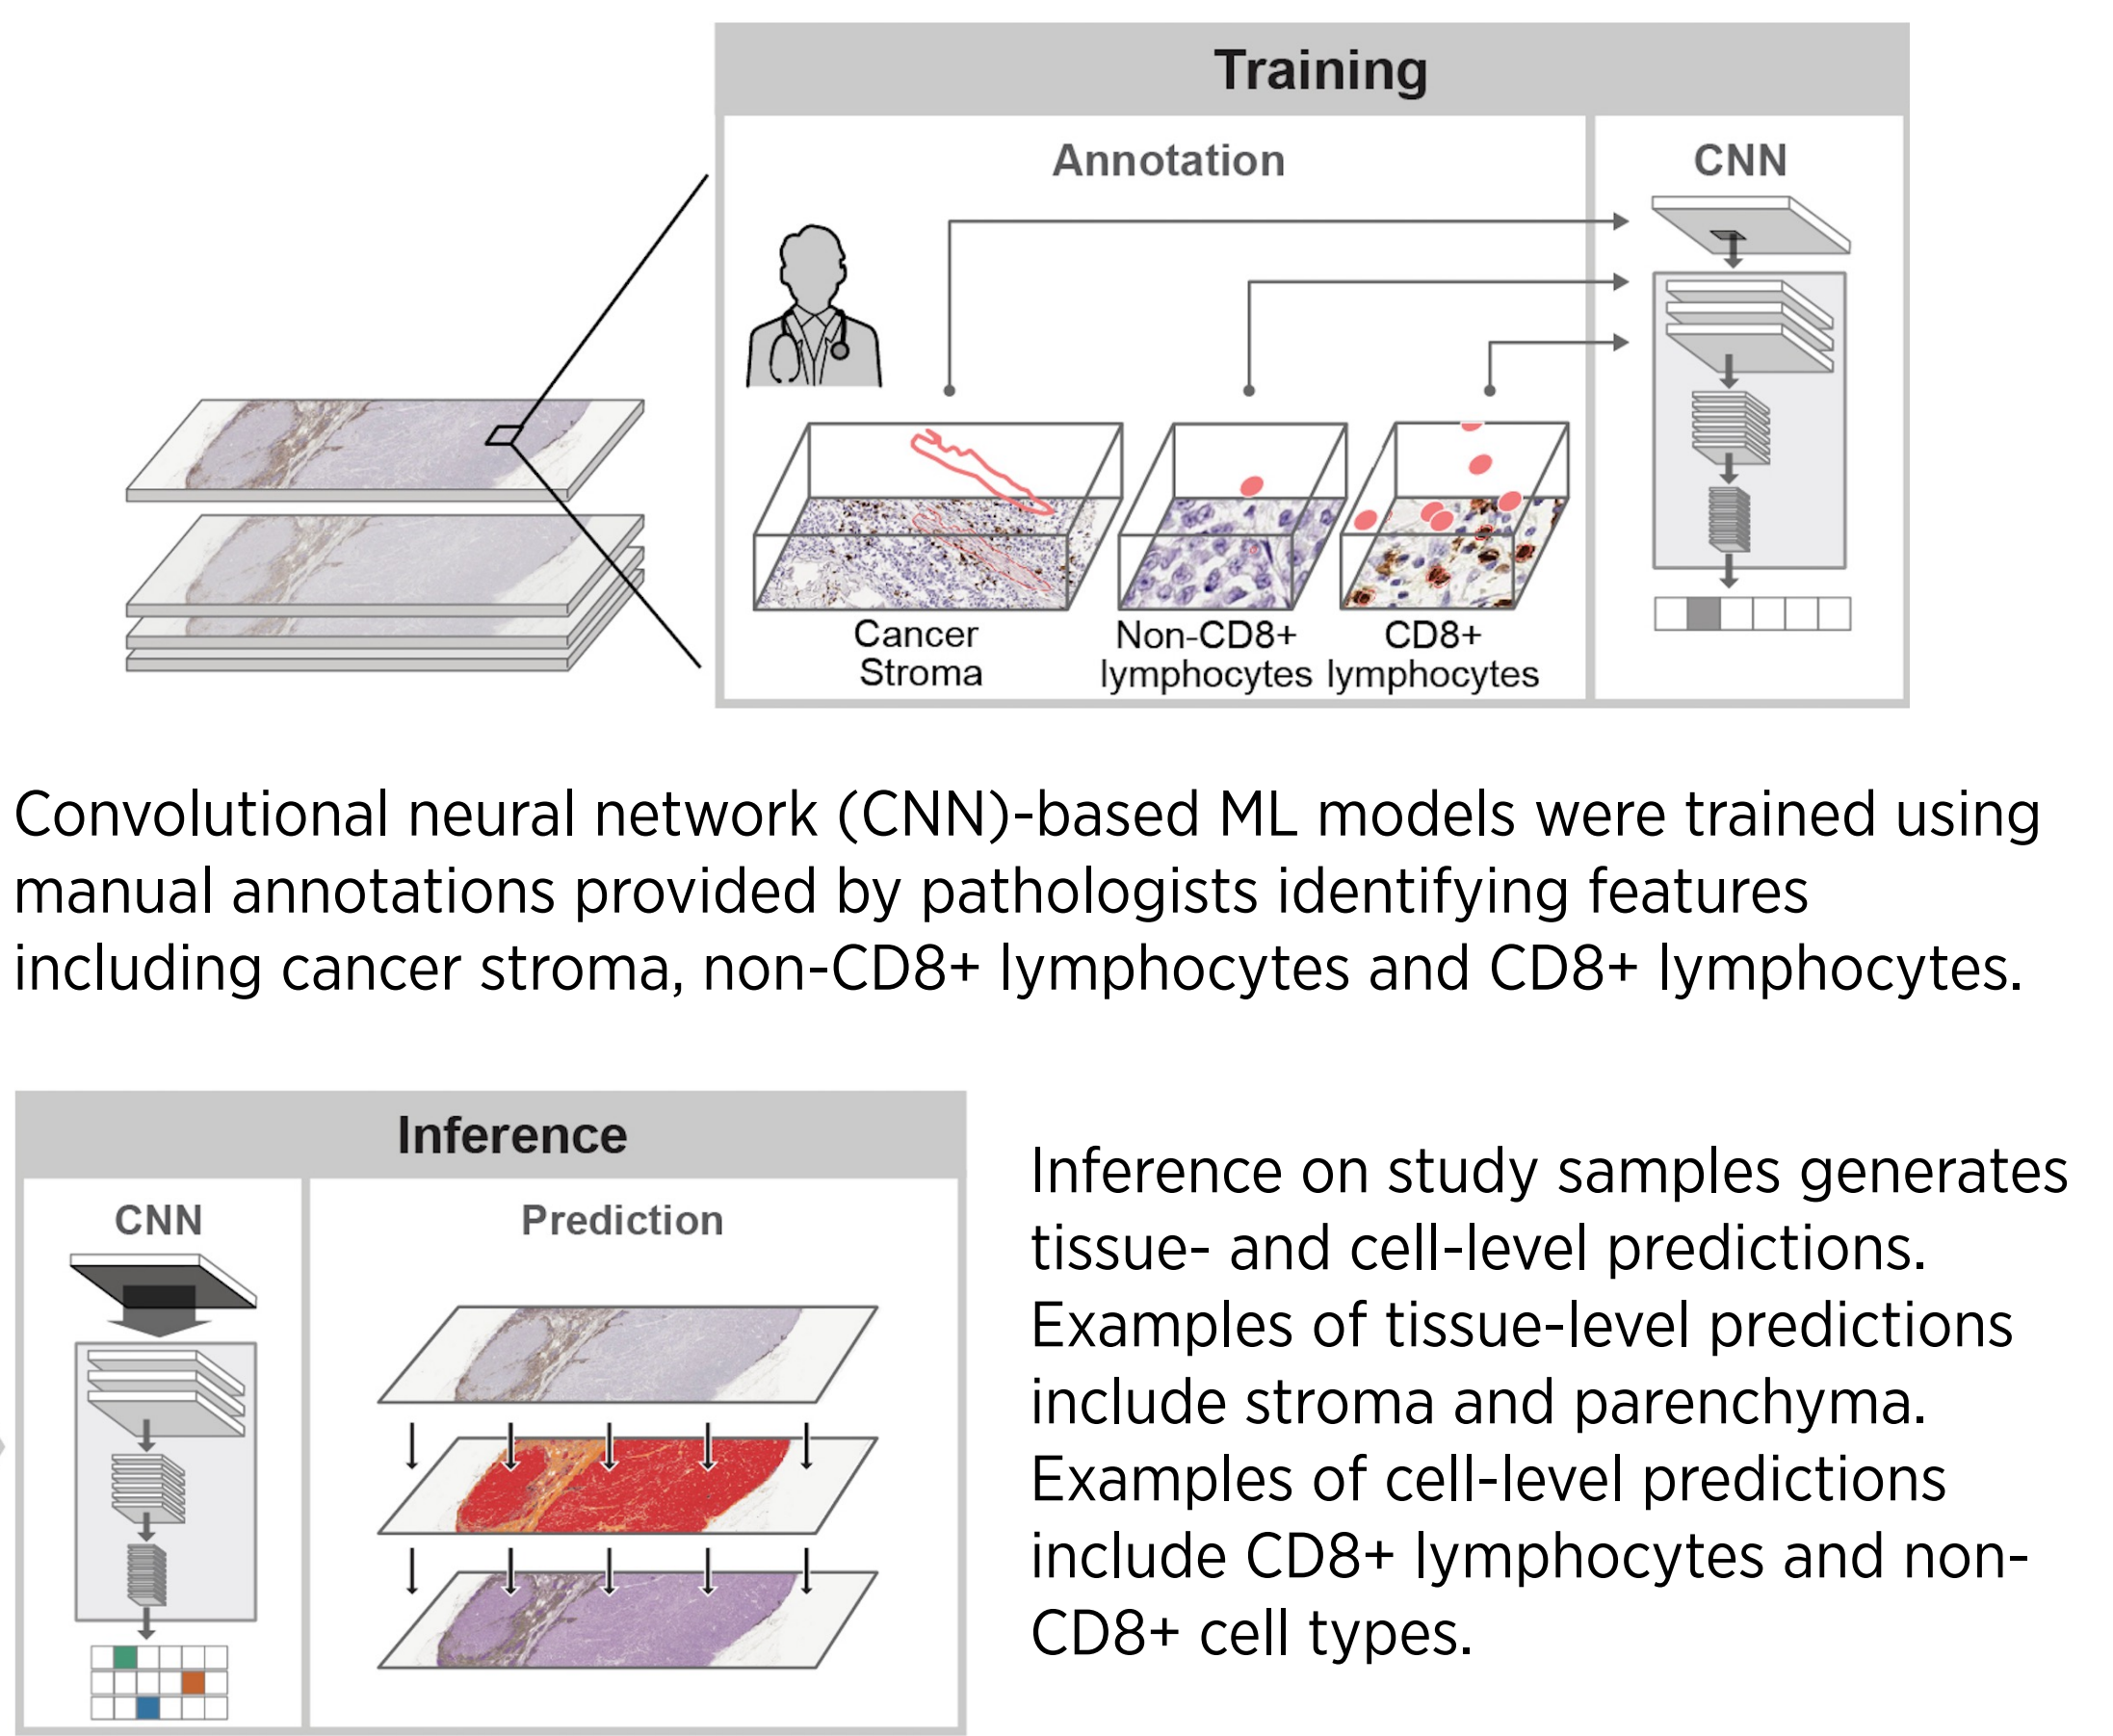 Training
Annotation
CNN
Cancer
Stroma
Non-CD8+
lymphocytes
CD8+
lymphocytes
Convolutional neural network (CNN)-based ML models were trained using
manual annotations provided by pathologists identifying features
including cancer stroma, non-CD8+ lymphocytes and CD8+ lymphocytes.
Inference
CNN
Prediction
Inference on study samples generates
tissue- and cell-level predictions.
Examples of tissue-level predictions
include stroma and parenchyma.
Examples of cell-level predictions
include CD8+ lymphocytes and non-
CD8+ cell types.